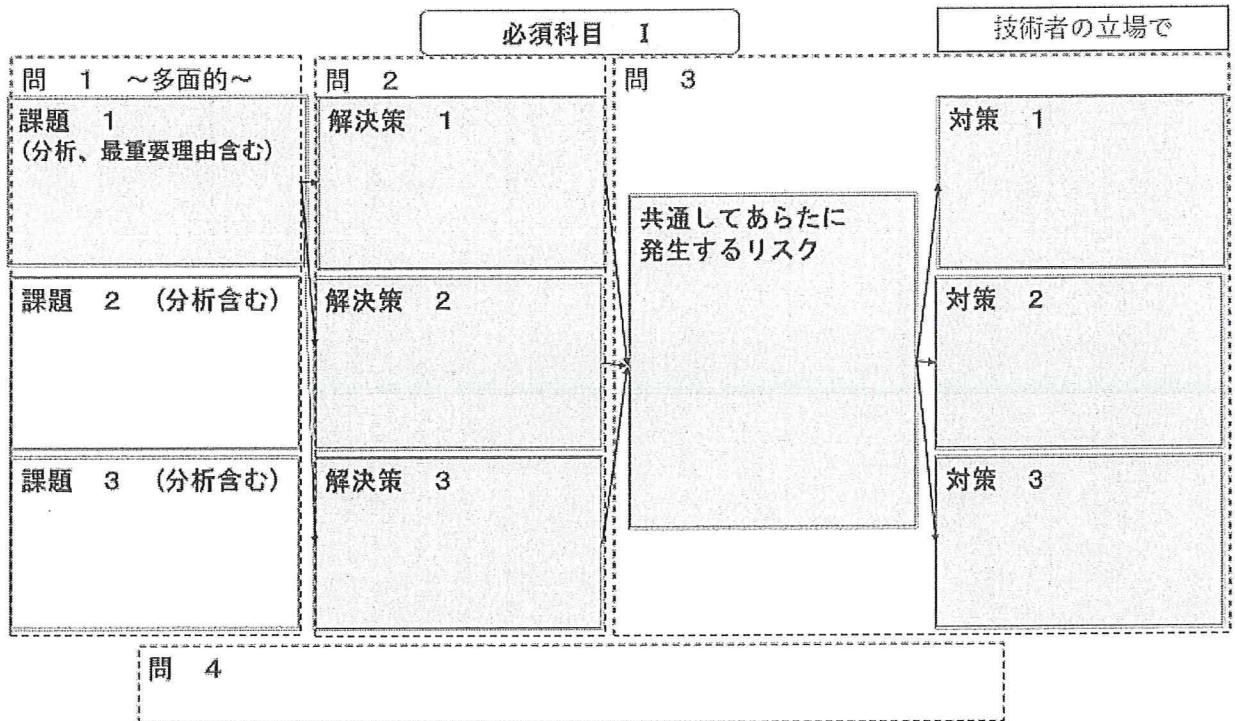 必須科目　Ⅰ
技術者の立場で
問　1　～多面的～
課題　1
(分析、最重要理由含む)
課題　2　(分析含む)
課題　3　(分析含む)
問　2
解決策　1
解決策　2
解決策　3
問　3
共通してあらたに
発生するリスク
対策　1
対策　2
対策　3
問　4